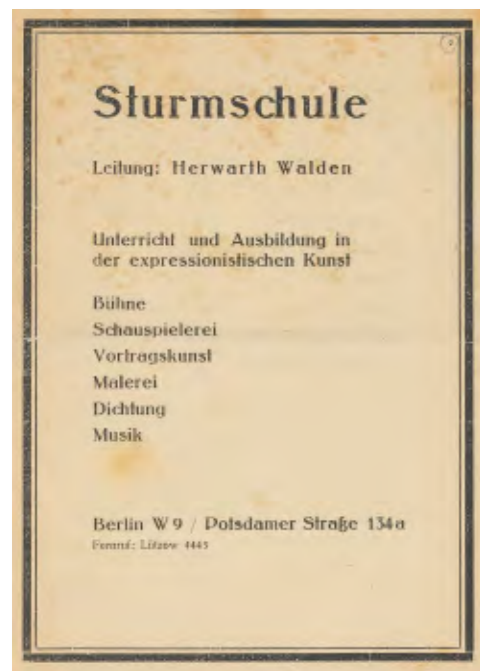 Sturmschule
Leitung: Herwarth Walden
Unterricht und Ausbildung in
der expressionistischen Kunst
Bühne
Schauspielerei
Vortragskunst
Malerei
Dichtung
Musik
Berlin W 9 / Potsdamer Straße 134a
Fernruf: Lützow 4443